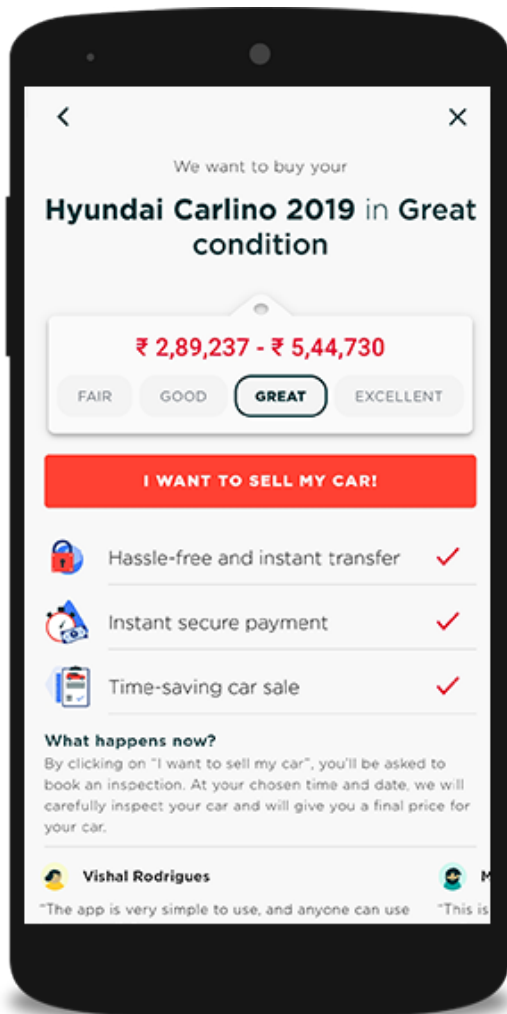 We want to buy your
Hyundai Carlino 2019 in Great
condition
₹ 2,89,237 - ₹ 5,44,730
FAIR GOOD GREAT EXCELLENT
I WANT TO SELL MY CAR!
Hassle-free and instant transfer
Instant secure payment
Time-saving car sale
What happens now?
By clicking on "I want to sell my car", you'll be asked to
book an inspection. At your chosen time and date, we will
carefully inspect your car and will give you a final price for
your car.
Vishal Rodrigues M
"The app is very simple to use, and anyone can use "This is